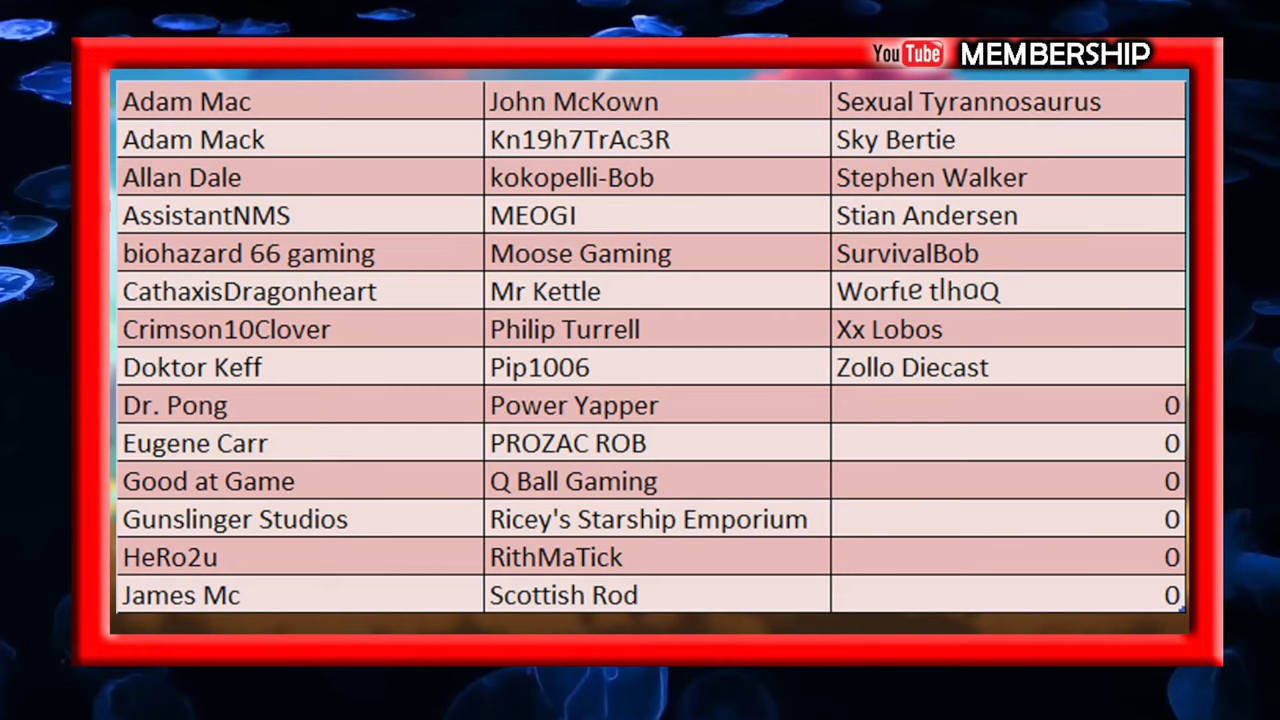 YouTube MEMBERSHIP
Adam Mac John McKown Sexual Tyrannosaurus
Adam Mack Kn19h7TrAc3R Sky Bertie
Allan Dale kokopelli-Bob Stephen Walker
AssistantNMS MEOGI Stian Andersen
biohazard 66 gaming Moose Gaming SurvivalBob
CathaxisDragonheart Mr Kettle Worfιҽ tlhαQ
Crimson10Clover Philip Turrell Xx Lobos
Doktor Keff Pip1006 Zollo Diecast
Dr. Pong Power Yapper 0
Eugene Carr PROZAC ROB 0
Good at Game Q Ball Gaming 0
Gunslinger Studios Ricey's Starship Emporium 0
HeRo2u RithMaTick 0
James Mc Scottish Rod 0